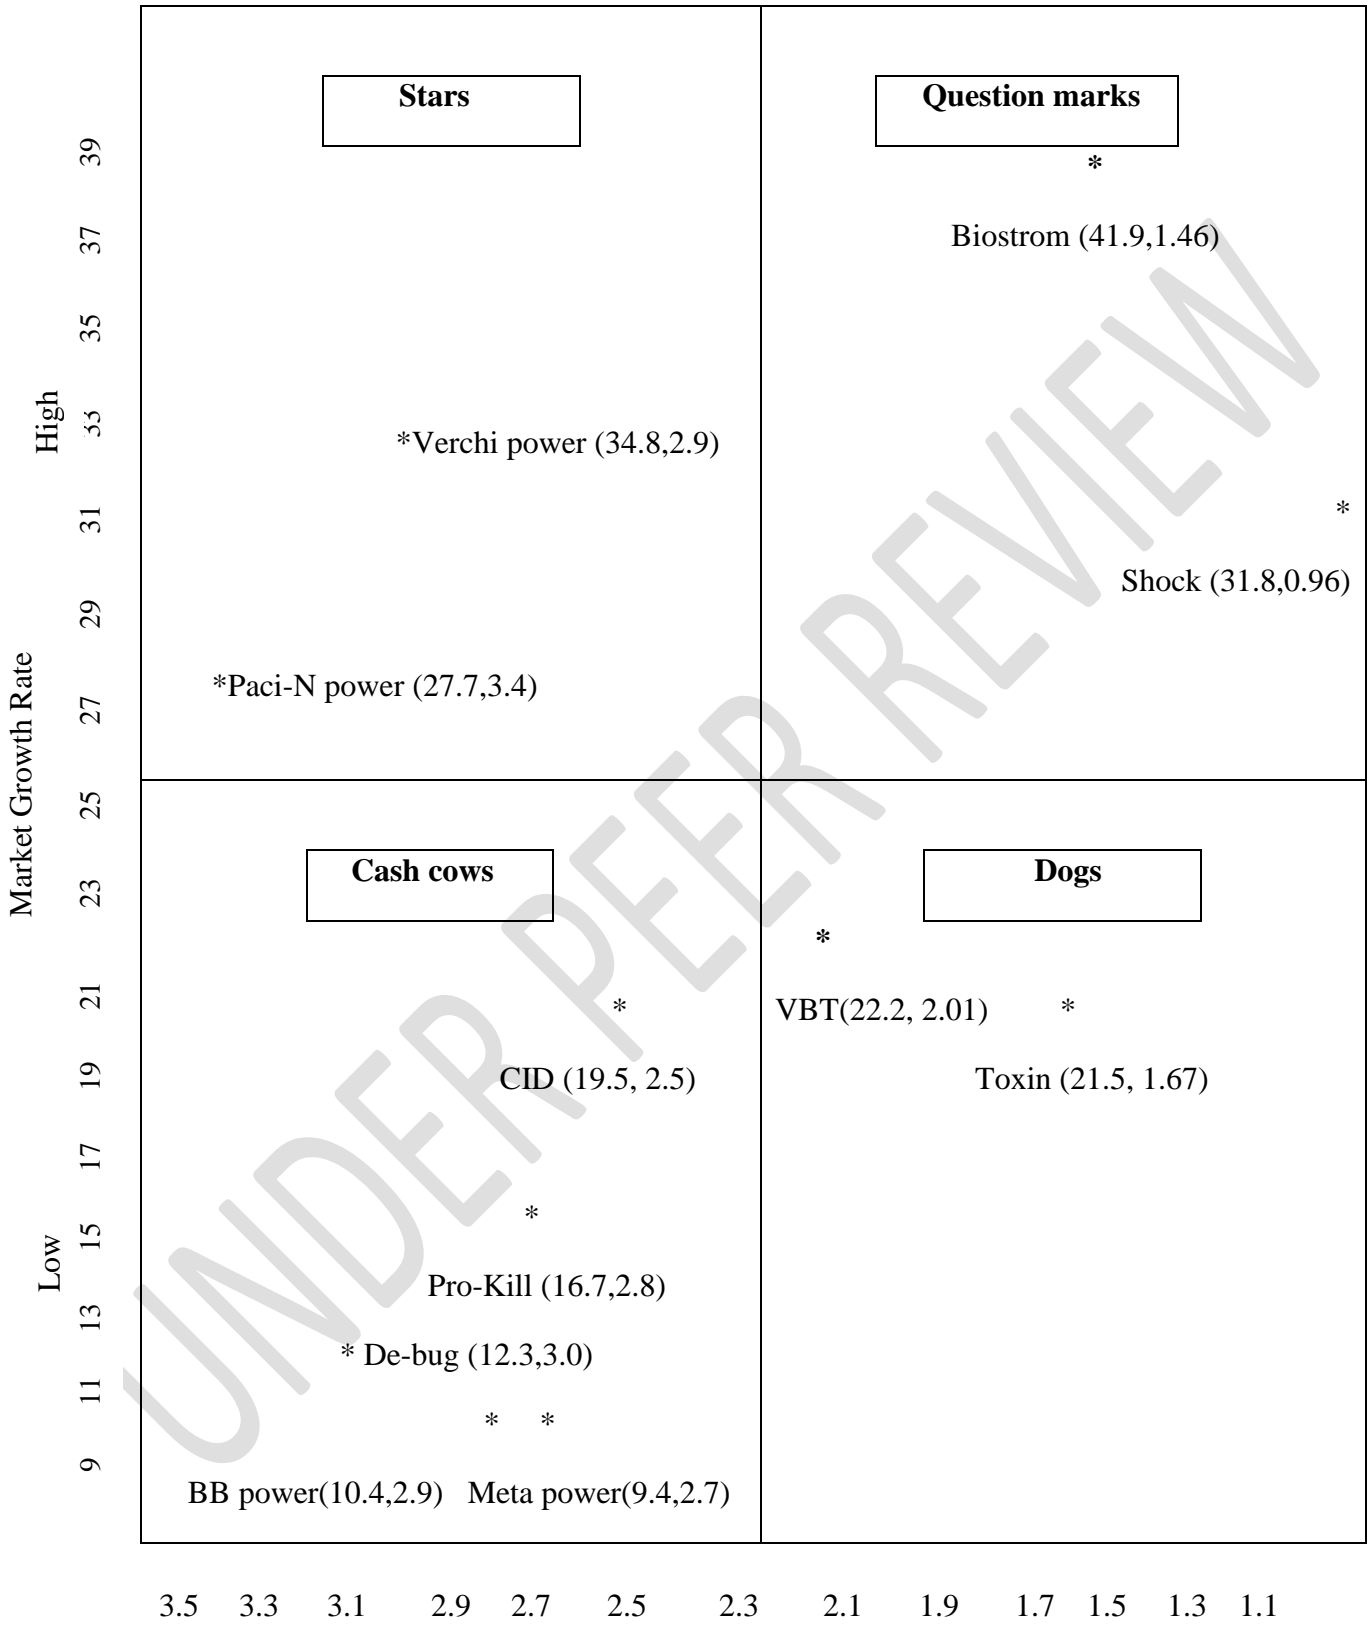 Stars
Question marks
39
*
37
Biostrom (41.9,1.46)
35
High
33
*Verchi power (34.8,2.9)
31
*
Shock (31.8,0.96)
29
Market Growth Rate
*Paci-N power (27.7,3.4)
27
25
Cash cows
Dogs
23
*
21
*
VBT(22.2, 2.01)
*
19
CID (19.5, 2.5)
Toxin (21.5, 1.67)
17
*
15
Low
Pro-Kill (16.7,2.8)
13
* De-bug (12.3,3.0)
11
* *
9
BB power(10.4,2.9) Meta power(9.4,2.7)
3.5 3.3 3.1 2.9 2.7 2.5 2.3 2.1 1.9 1.7 1.5 1.3 1.1
UNDER PEER REVIEW